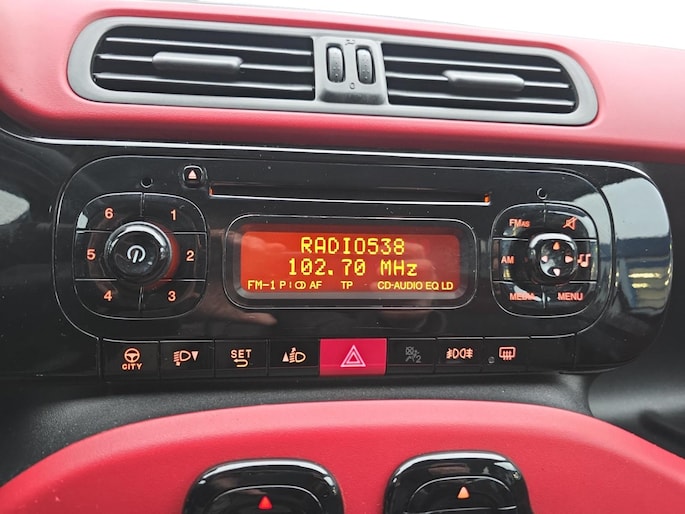 6 1
5 2
4 3
RADIO538
102.70 MHz
FM-1 P:CD AF TP CD-AUDIO EQ LD
FMAS
AM
MEDIA MENU
CITY
SET